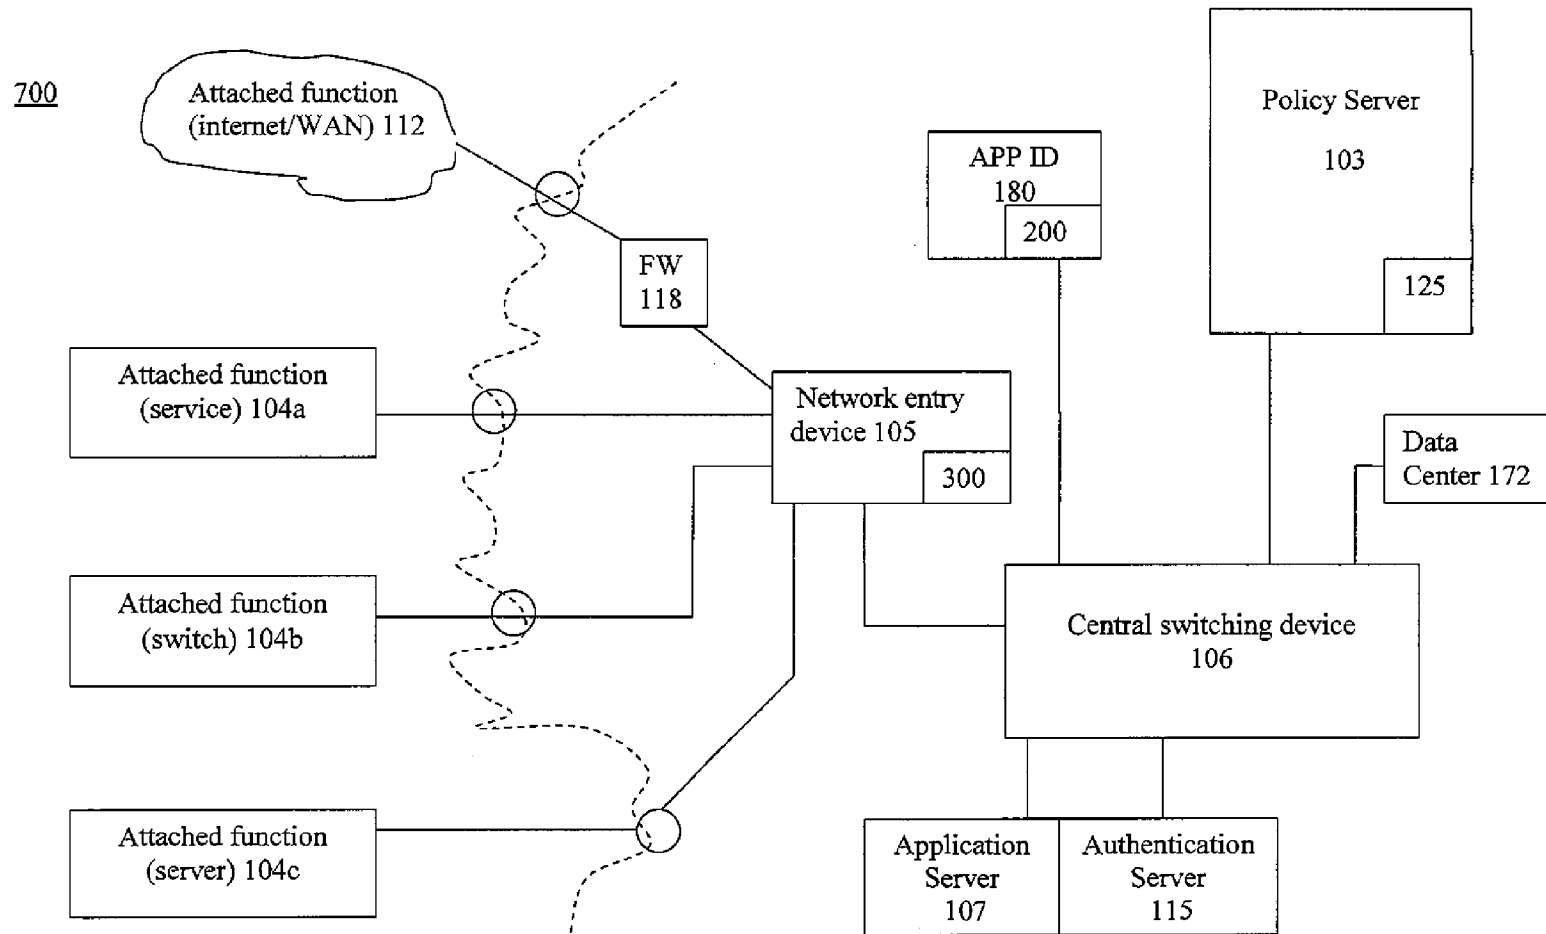 700
Attached function
(internet/WAN) 112
Policy Server
103
125
APP ID
180
200
FW
118
Attached function
(service) 104a
Network entry
device 105
300
Data
Center 172
Attached function
(switch) 104b
Central switching device
106
Attached function
(server) 104c
Application
Server
107
Authentication
Server
115